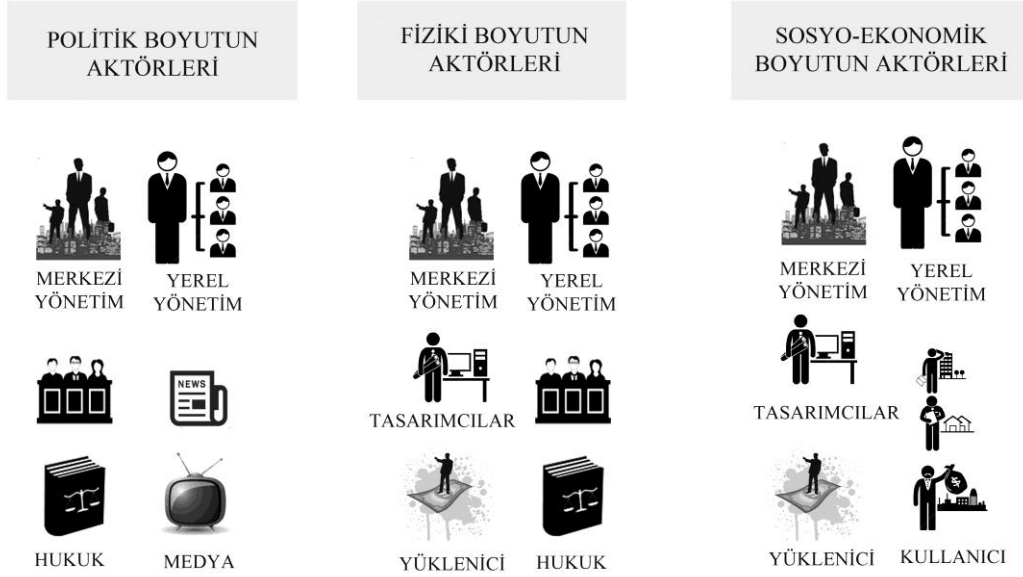 POLİTİK BOYUTUN
AKTÖRLERİ
MERKEZİ
YÖNETİM
YEREL
YÖNETİM
NEWS
HUKUK
MEDYA
FİZİKİ BOYUTUN
AKTÖRLERİ
MERKEZİ
YÖNETİM
YEREL
YÖNETİM
TASARIMCILAR
YÜKLENİCİ
HUKUK
SOSYO-EKONOMİK
BOYUTUN AKTÖRLERİ
MERKEZİ
YÖNETİM
YEREL
YÖNETİM
TASARIMCILAR
YÜKLENİCİ
KULLANICI